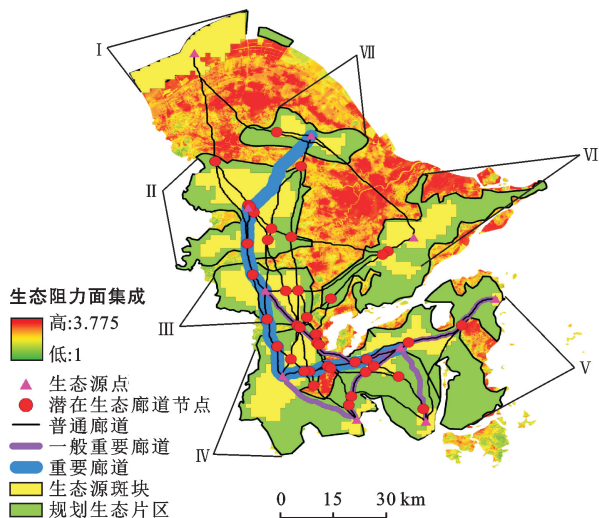 I
VII
VI
II
III
IV
V
生态阻力面集成
高:3.775
低:1
生态源点
潜在生态廊道节点
普通廊道
一般重要廊道
重要廊道
生态源斑块
规划生态片区
0 15 30 km